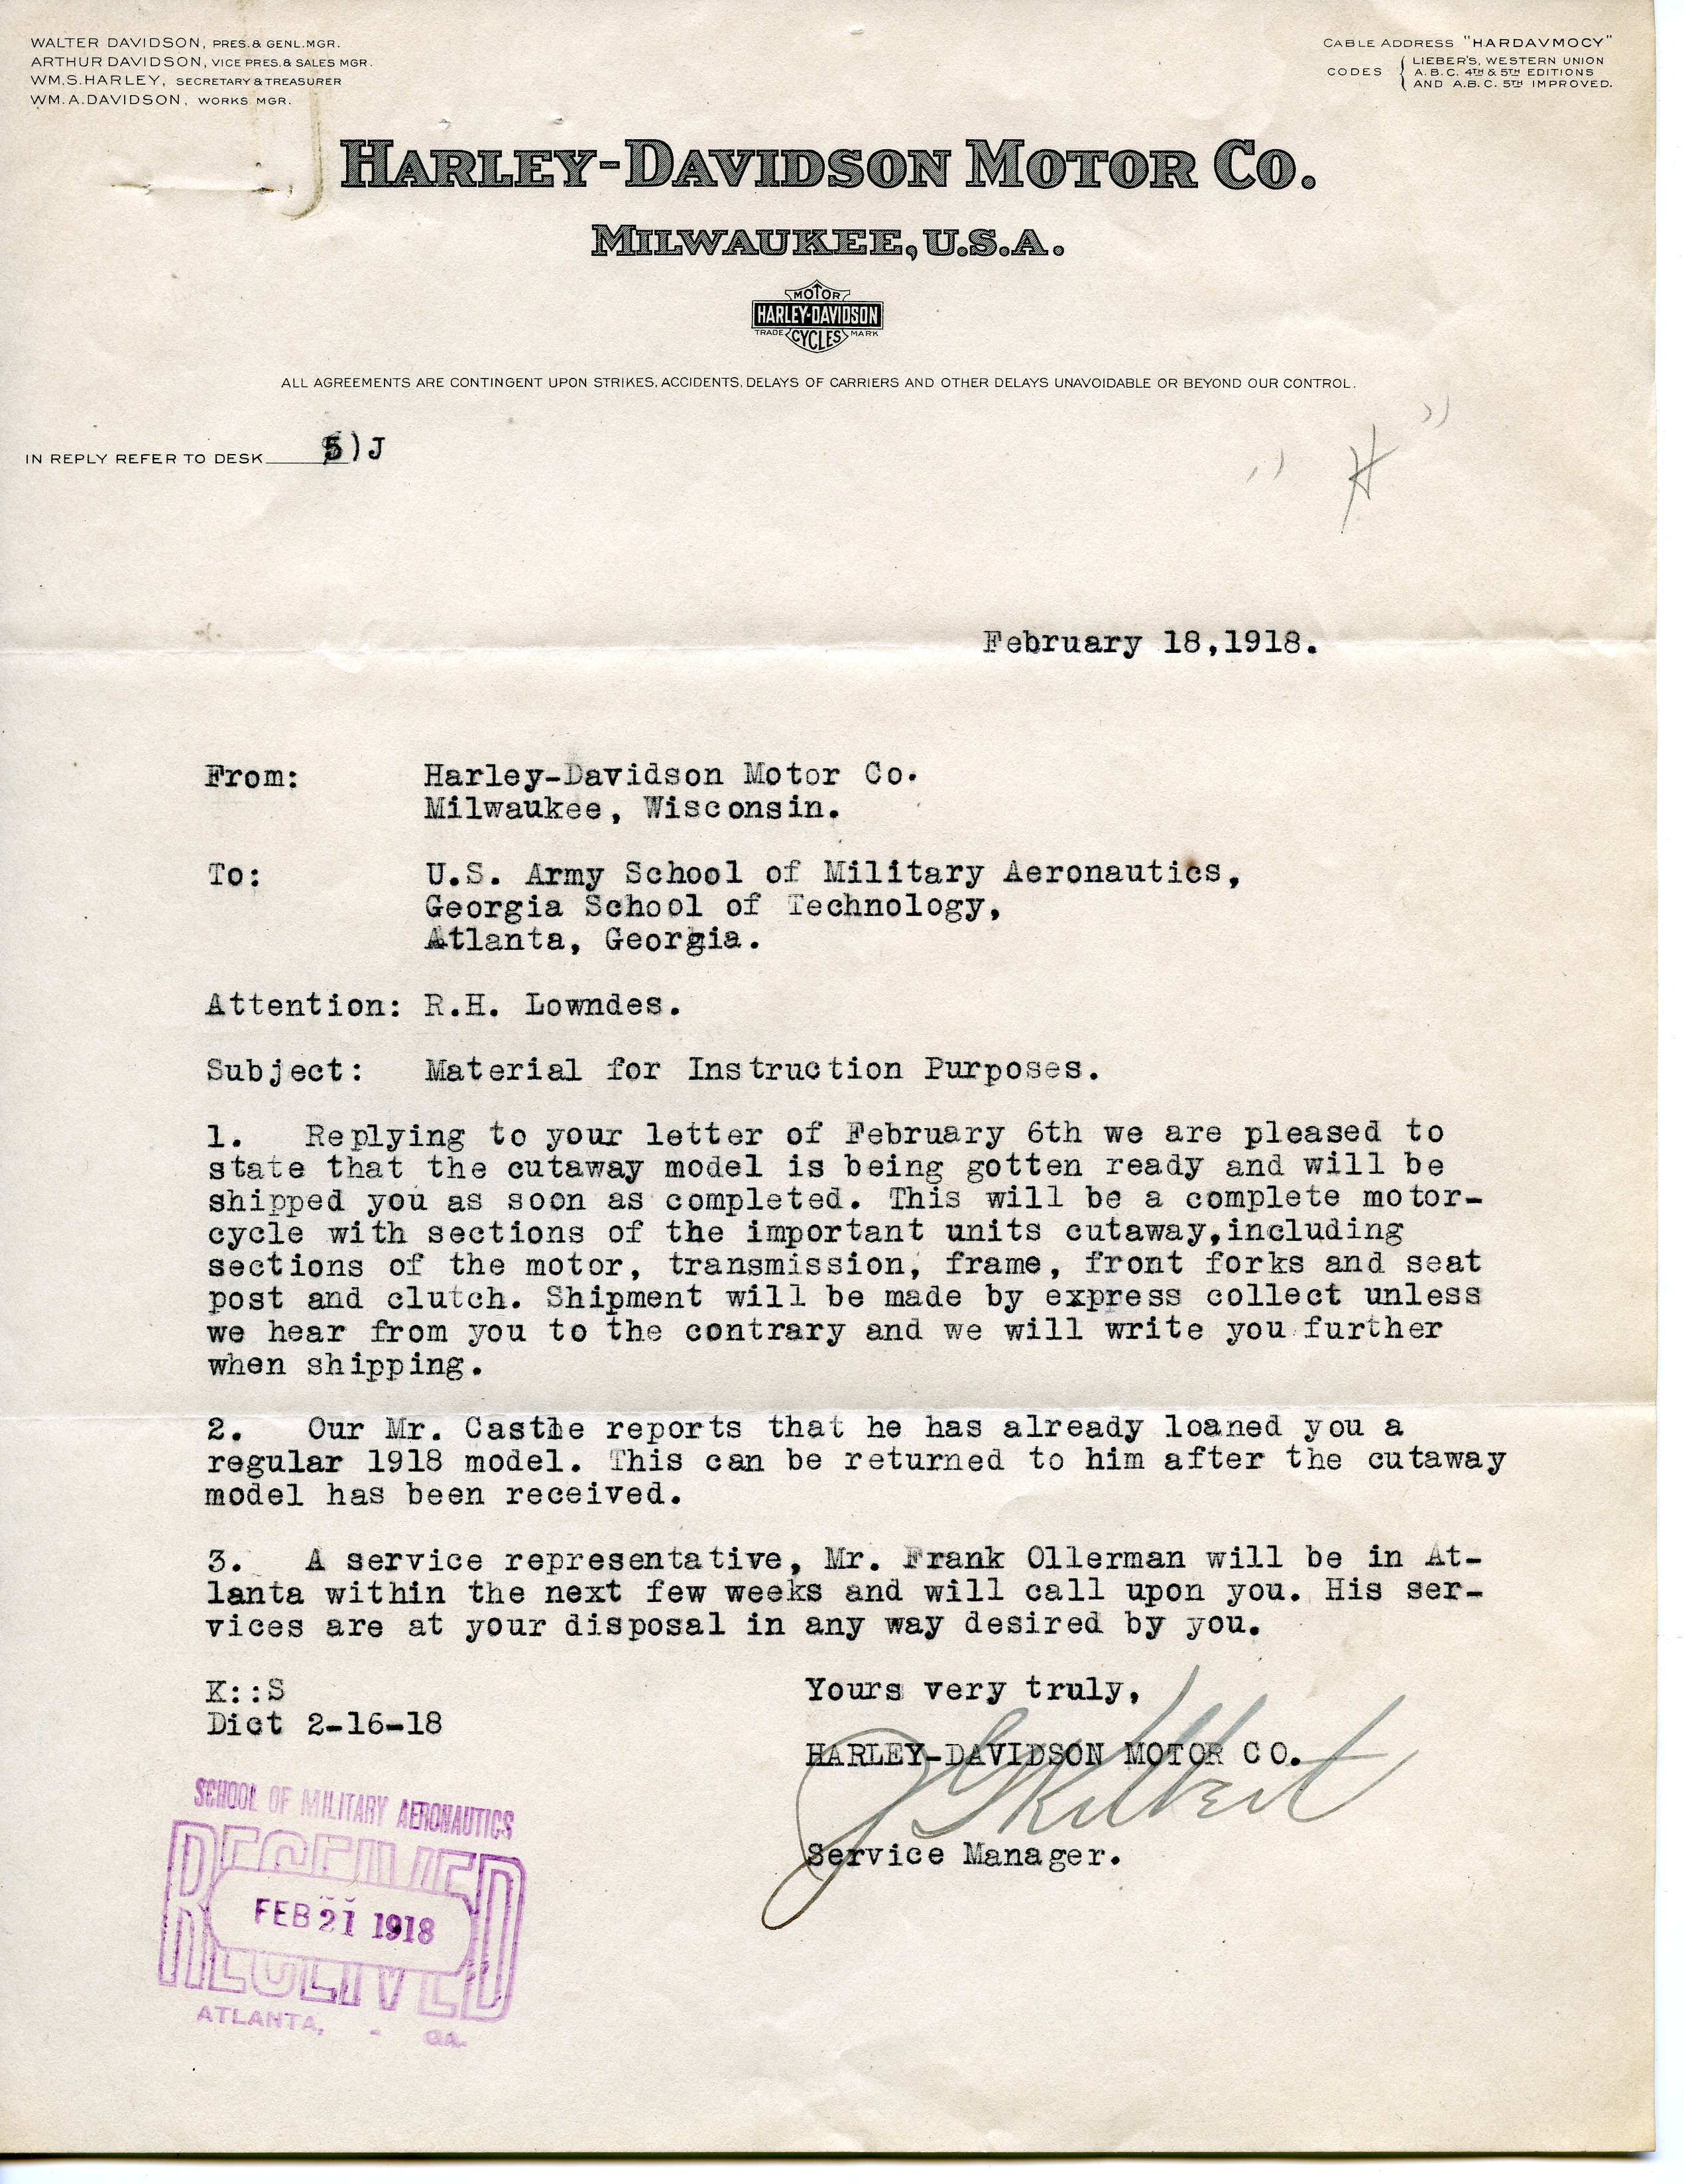 WALTER DAVIDSON, PRES. & GENL. MGR.
ARTHUR DAVIDSON, VICE PRES. & SALES MGR.
WM. S. HARLEY, SECRETARY & TREASURER
WM. A. DAVIDSON, WORKS MGR.
CABLE ADDRESS "HARDAVMOCY"
CODES { LIEBER'S, WESTERN UNION
A.B.C. 4TH & 5TH EDITIONS
AND A.B.C. 5TH IMPROVED.
HARLEY-DAVIDSON MOTOR CO.
MILWAUKEE, U.S.A.
MOTOR
HARLEY-DAVIDSON
TRADE CYCLES MARK
ALL AGREEMENTS ARE CONTINGENT UPON STRIKES, ACCIDENTS, DELAYS OF CARRIERS AND OTHER DELAYS UNAVOIDABLE OR BEYOND OUR CONTROL.
IN REPLY REFER TO DESK 5)J
February 18,1918.
From: Harley-Davidson Motor Co.
Milwaukee, Wisconsin.
To: U.S. Army School of Military Aeronautics,
Georgia School of Technology,
Atlanta, Georgia.
Attention: R.H. Lowndes.
Subject: Material for Instruction Purposes.
1. Replying to your letter of February 6th we are pleased to
state that the cutaway model is being gotten ready and will be
shipped you as soon as completed. This will be a complete motor-
cycle with sections of the important units cutaway,including
sections of the motor, transmission, frame, front forks and seat
post and clutch. Shipment will be made by express collect unless
we hear from you to the contrary and we will write you further
when shipping.
2. Our Mr. Castle reports that he has already loaned you a
regular 1918 model. This can be returned to him after the cutaway
model has been received.
3. A service representative, Mr. Frank Ollerman will be in At-
lanta within the next few weeks and will call upon you. His ser-
vices are at your disposal in any way desired by you.
K::S
Dict 2-16-18
Yours very truly,
HARLEY-DAVIDSON MOTOR CO.
Service Manager.
SCHOOL OF MILITARY AERONAUTICS
RECEIVED
FEB 21 1918
RECEIVED
ATLANTA, - GA.